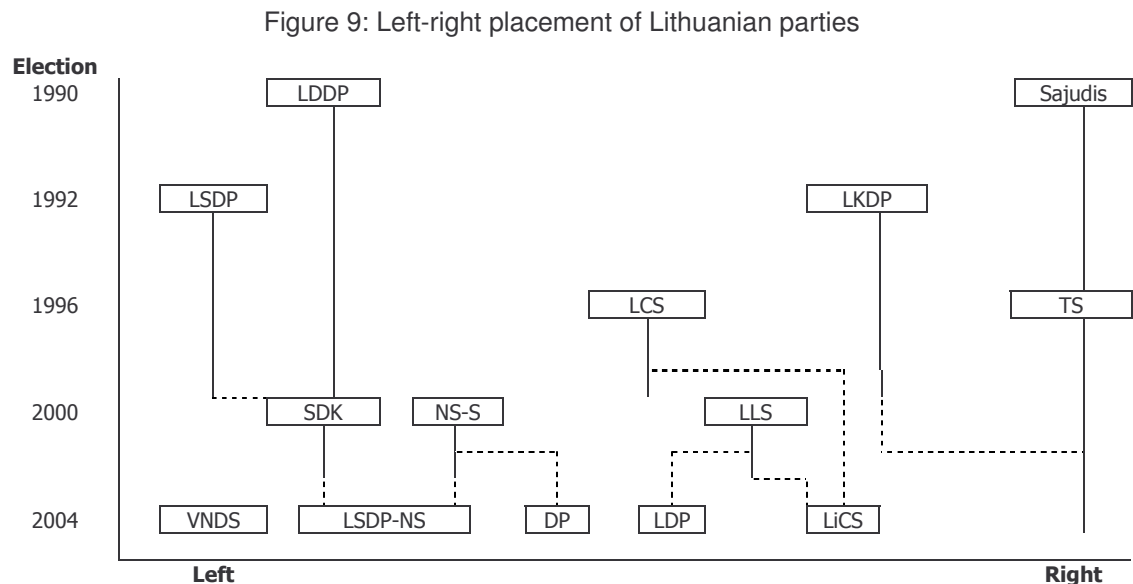 Figure 9: Left-right placement of Lithuanian parties
Election
1990 LDDP Sajudis
1992 LSDP LKDP
1996 LCS TS
2000 SDK NS-S LLS
2004 VNDS LSDP-NS DP LDP LiCS
Left Right